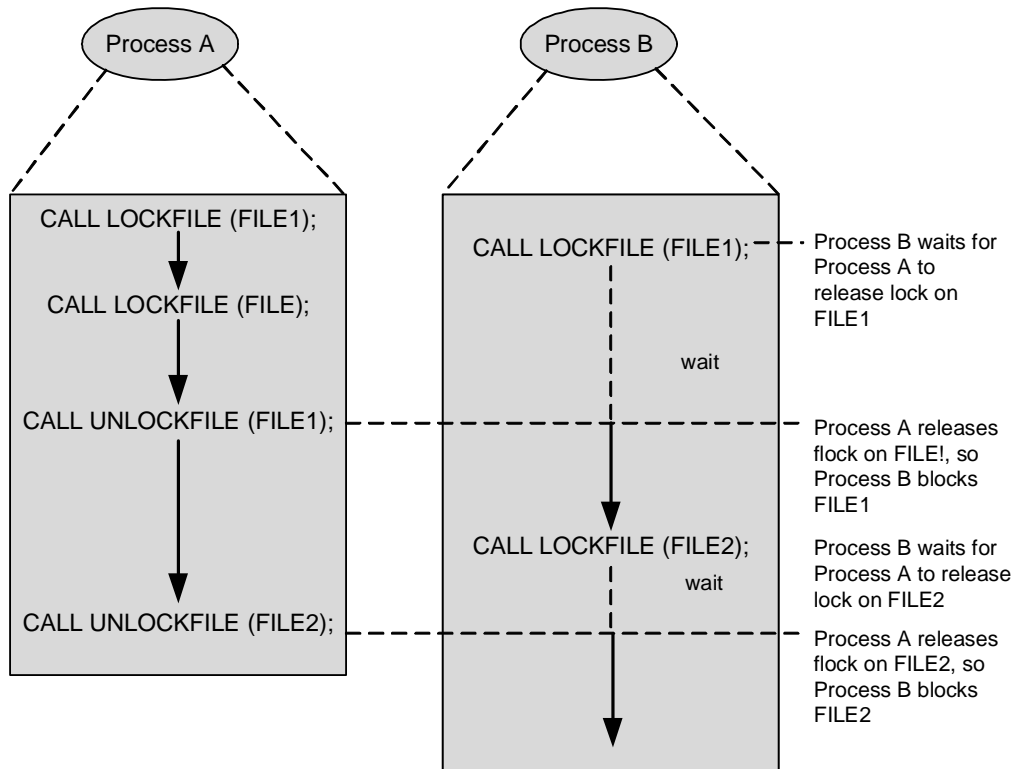 Process A
Process B
CALL LOCKFILE (FILE1);
CALL LOCKFILE (FILE);
CALL UNLOCKFILE (FILE1);
CALL UNLOCKFILE (FILE2);
CALL LOCKFILE (FILE1);
wait
CALL LOCKFILE (FILE2);
wait
Process B waits for
Process A to
release lock on
FILE1
Process A releases
flock on FILE!, so
Process B blocks
FILE1
Process B waits for
Process A to release
lock on FILE2
Process A releases
flock on FILE2, so
Process B blocks
FILE2